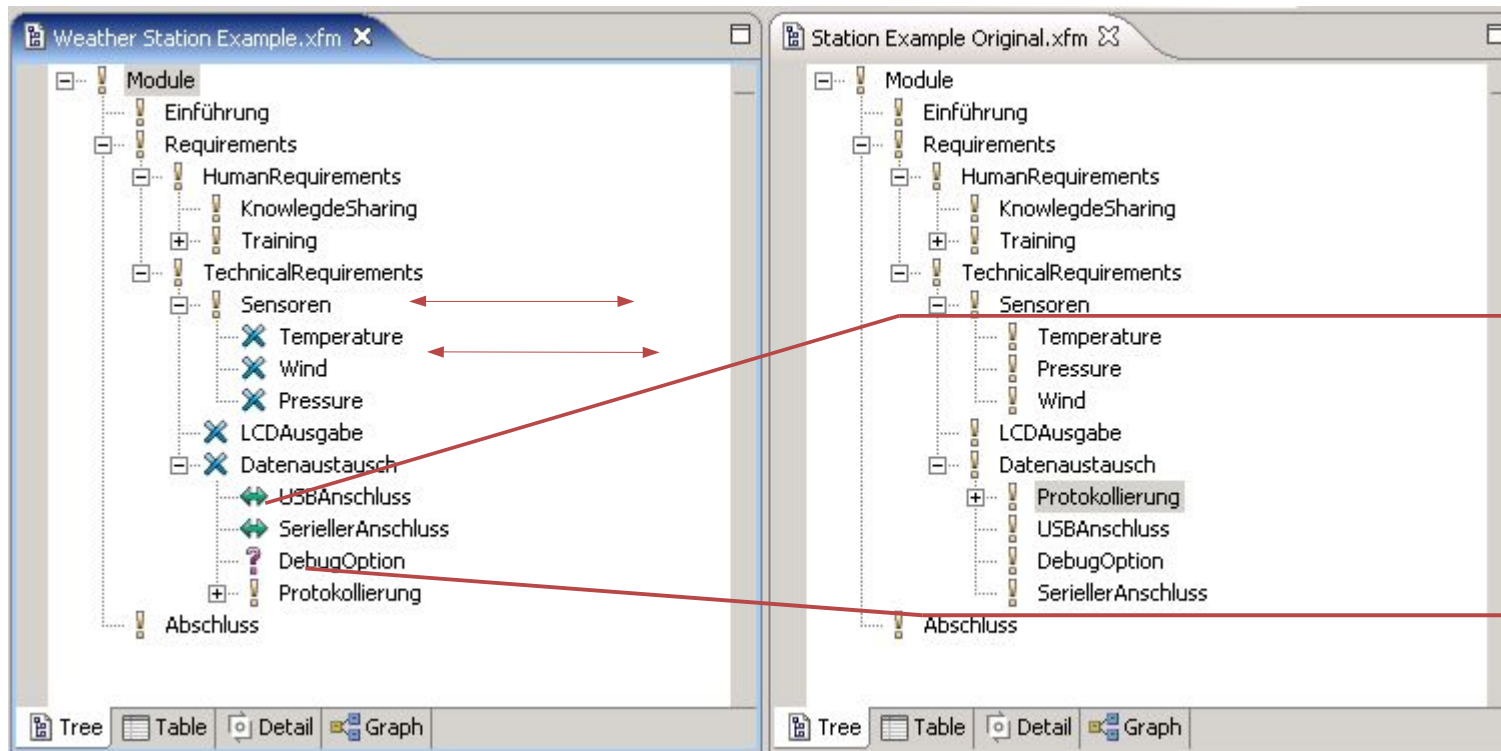 Weather Station Example.xfm
Module
Einführung
Requirements
HumanRequirements
KnowlegdeSharing
Training
TechnicalRequirements
Sensoren
Temperature
Wind
Pressure
LCDAusgabe
Datenaustausch
USBAnschluss
SeriellerAnschluss
DebugOption
Protokollierung
Abschluss
Tree Table Detail Graph
Station Example Original.xfm
Module
Einführung
Requirements
HumanRequirements
KnowlegdeSharing
Training
TechnicalRequirements
Sensoren
Temperature
Pressure
Wind
LCDAusgabe
Datenaustausch
Protokollierung
USBAnschluss
DebugOption
SeriellerAnschluss
Abschluss
Tree Table Detail Graph